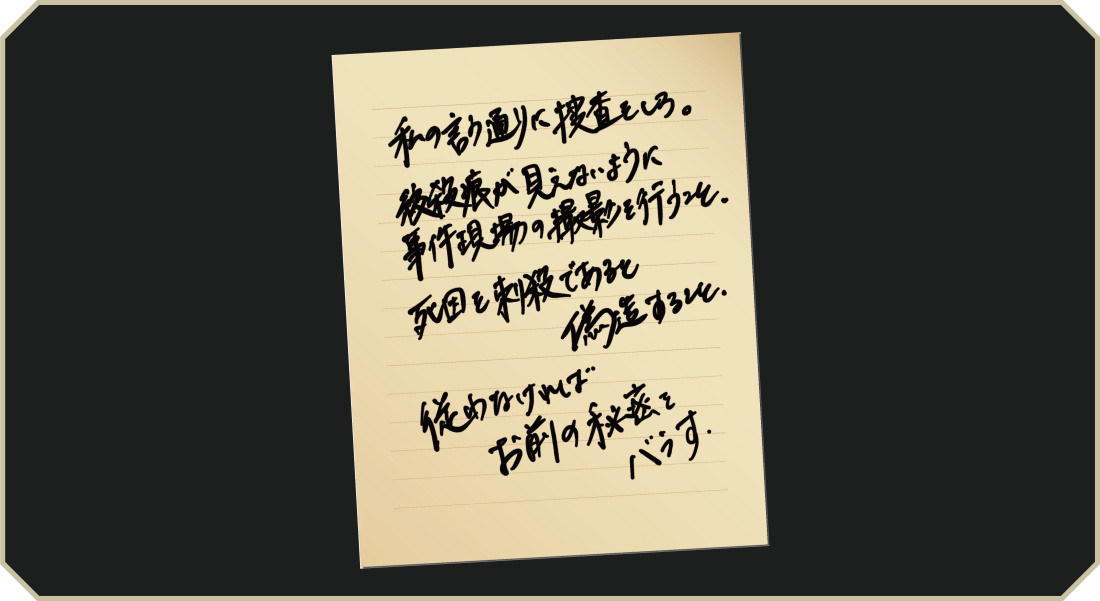 私の言う通りに捜査をしろ。
絞殺痕が見えないように
事件現場の撮影を行うこと.
死因を刺殺であると
偽造すること.
従わなければ
お前の秘密を
バラす.